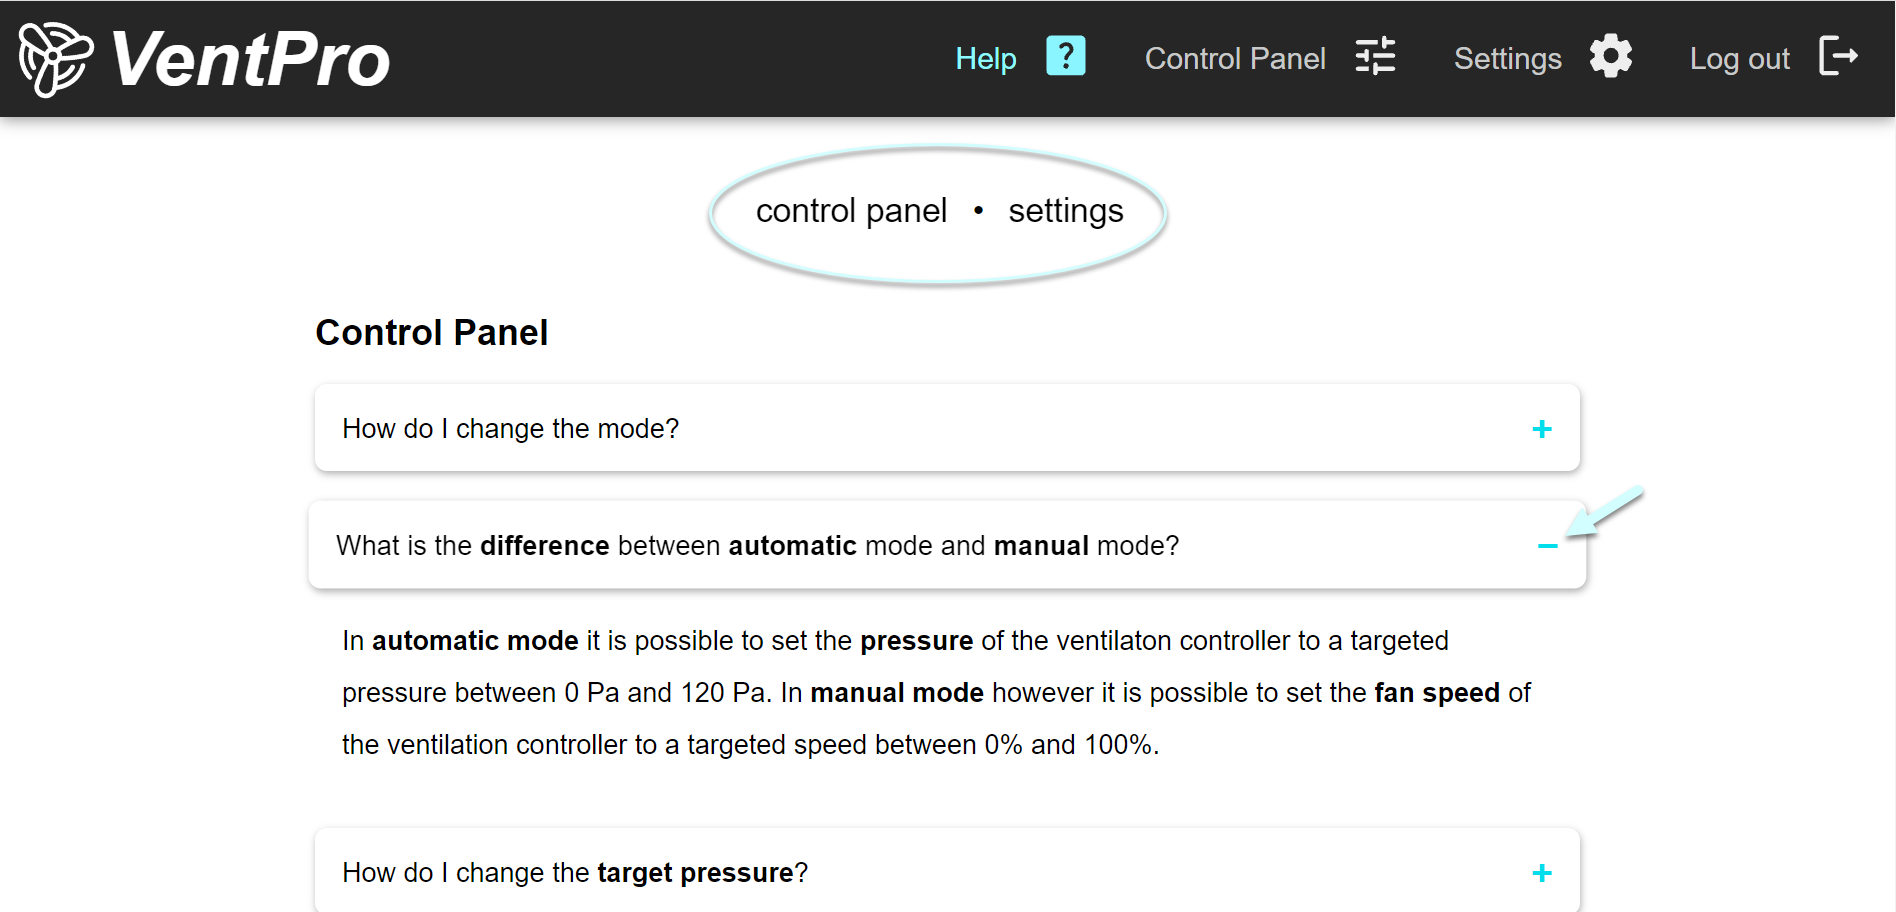 VentPro
Help ? Control Panel Settings Log out
control panel • settings
Control Panel
How do I change the mode? +
What is the difference between automatic mode and manual mode? −
In automatic mode it is possible to set the pressure of the ventilaton controller to a targeted
pressure between 0 Pa and 120 Pa. In manual mode however it is possible to set the fan speed of
the ventilation controller to a targeted speed between 0% and 100%.
How do I change the target pressure? +